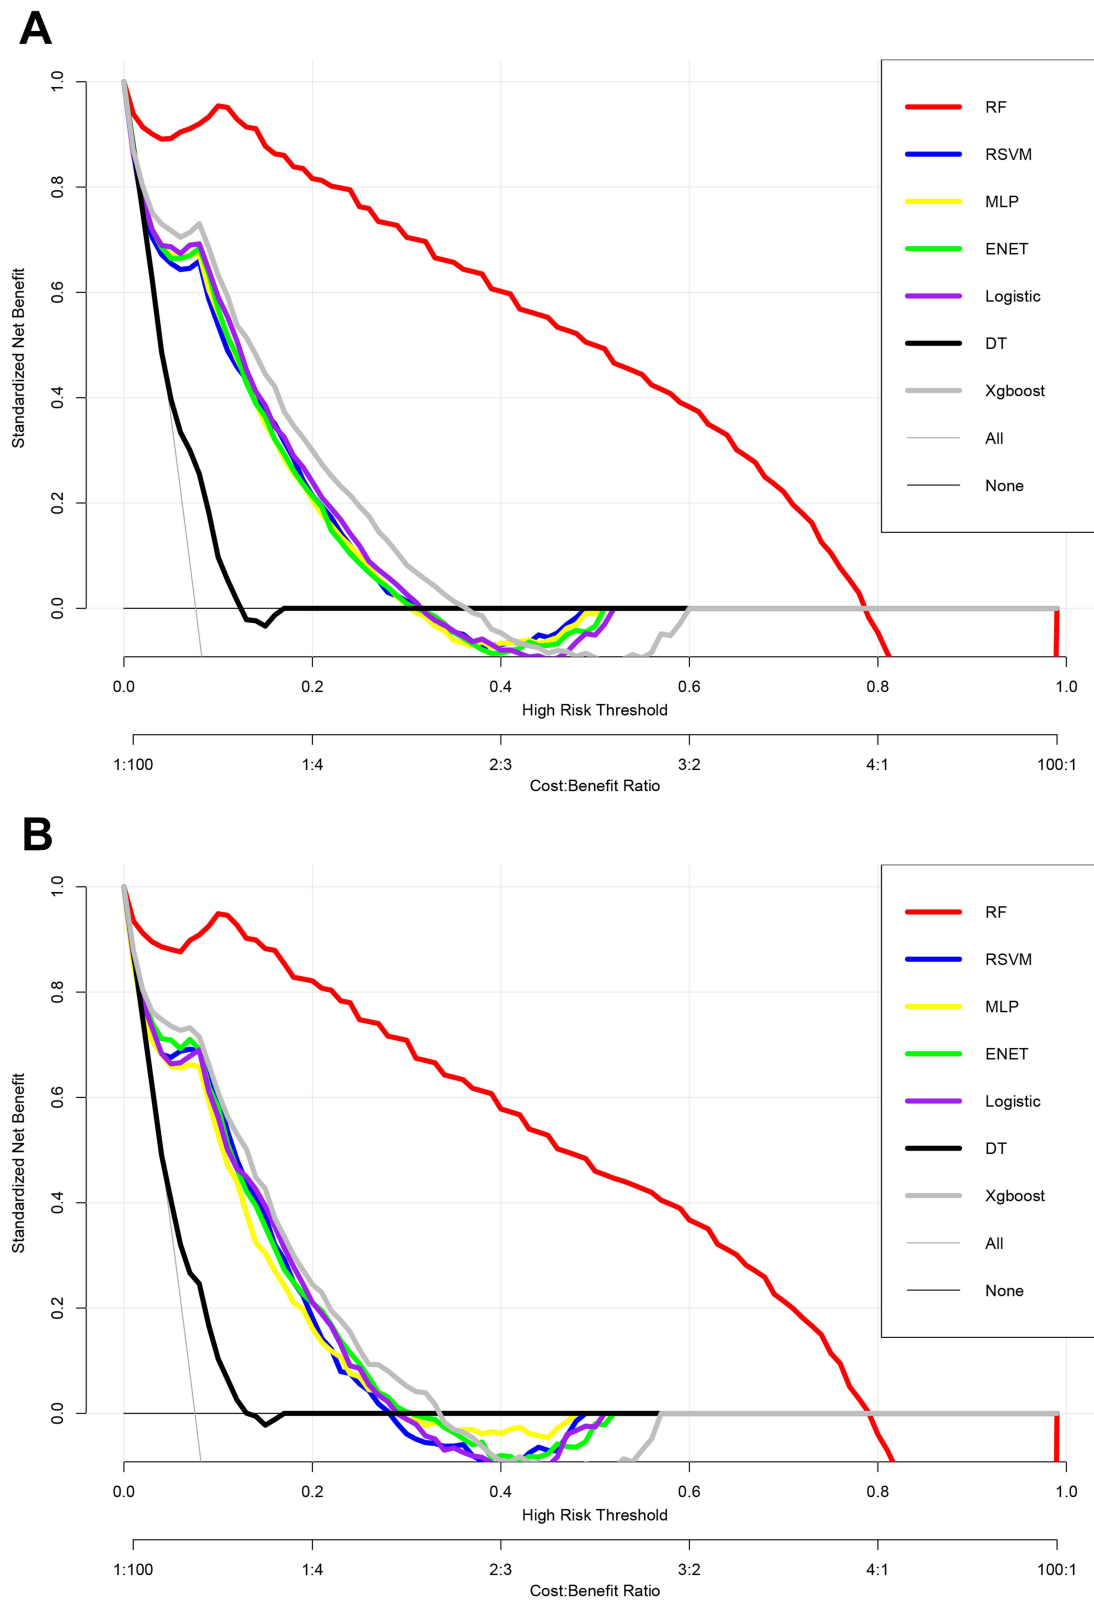 A
1.0
0.8
0.6
0.4
0.2
0.0
Standardized Net Benefit
RF
RSVM
MLP
ENET
Logistic
DT
Xgboost
All
None
0.0 0.2 0.4 0.6 0.8 1.0
High Risk Threshold
1:100 1:4 2:3 3:2 4:1 100:1
Cost:Benefit Ratio
B
1.0
0.8
0.6
0.4
0.2
0.0
Standardized Net Benefit
RF
RSVM
MLP
ENET
Logistic
DT
Xgboost
All
None
0.0 0.2 0.4 0.6 0.8 1.0
High Risk Threshold
1:100 1:4 2:3 3:2 4:1 100:1
Cost:Benefit Ratio